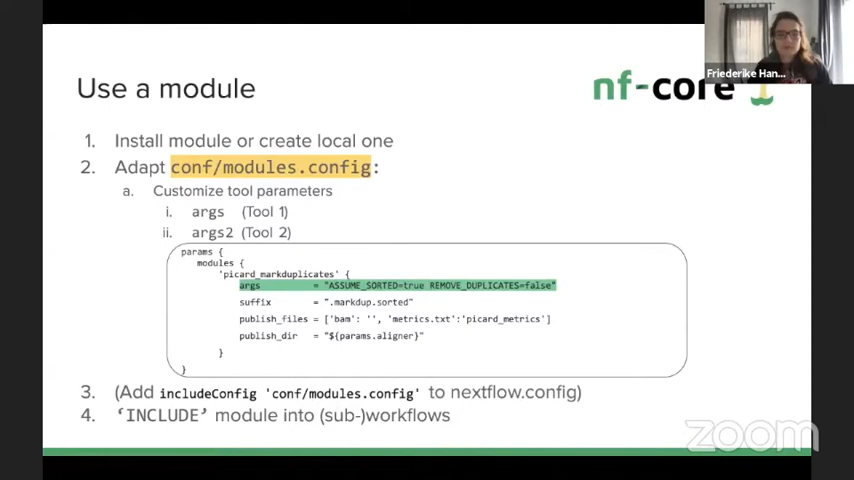 Friederike Han...
Use a module
nf-core
1. Install module or create local one
2. Adapt conf/modules.config:
a. Customize tool parameters
i. args (Tool 1)
ii. args2 (Tool 2)
params {
modules {
'picard_markduplicates' {
args = "ASSUME_SORTED=true REMOVE_DUPLICATES=false"
suffix = ".markdup.sorted"
publish_files = ['bam': '', 'metrics.txt':'picard_metrics']
publish_dir = "${params.aligner}"
}
}
3. (Add includeConfig 'conf/modules.config' to nextflow.config)
4. ‘INCLUDE’ module into (sub-)workflows
zoom